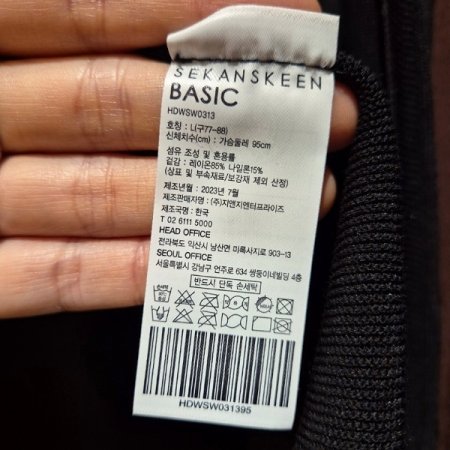 SEKANSKEEN
BASIC
HDWSW0313
호칭 : L(구77-88)
신체치수(cm) : 가슴둘레 95cm
섬유 조성 및 혼용률
겉감 : 레이온85% 나일론15%
(상표 및 부속재료/보강재 제외 산정)
제조년월 : 2023년 7월
제조판매자명 : (주)지앤지엔터프라이즈
제조국명 : 한국
T 02 6111 5000
HEAD OFFICE
전라북도 익산시 낭산면 미륵사지로 903-13
SEOUL OFFICE
서울특별시 강남구 언주로 634 쌍둥이네빌딩 4층
반드시 단독 손세탁
HDWSW031395